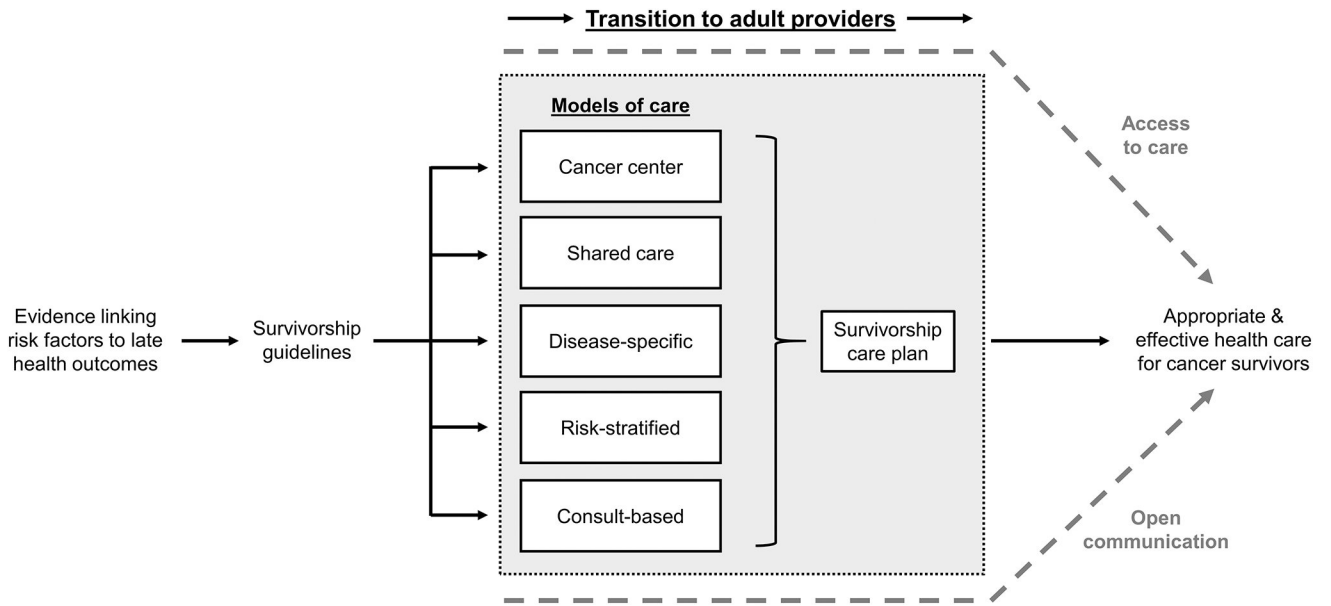 Transition to adult providers
Models of care
Cancer center
Shared care
Disease-specific
Risk-stratified
Consult-based
Evidence linking
risk factors to late
health outcomes
Survivorship
guidelines
Survivorship
care plan
Access
to care
Appropriate &
effective health care
for cancer survivors
Open
communication